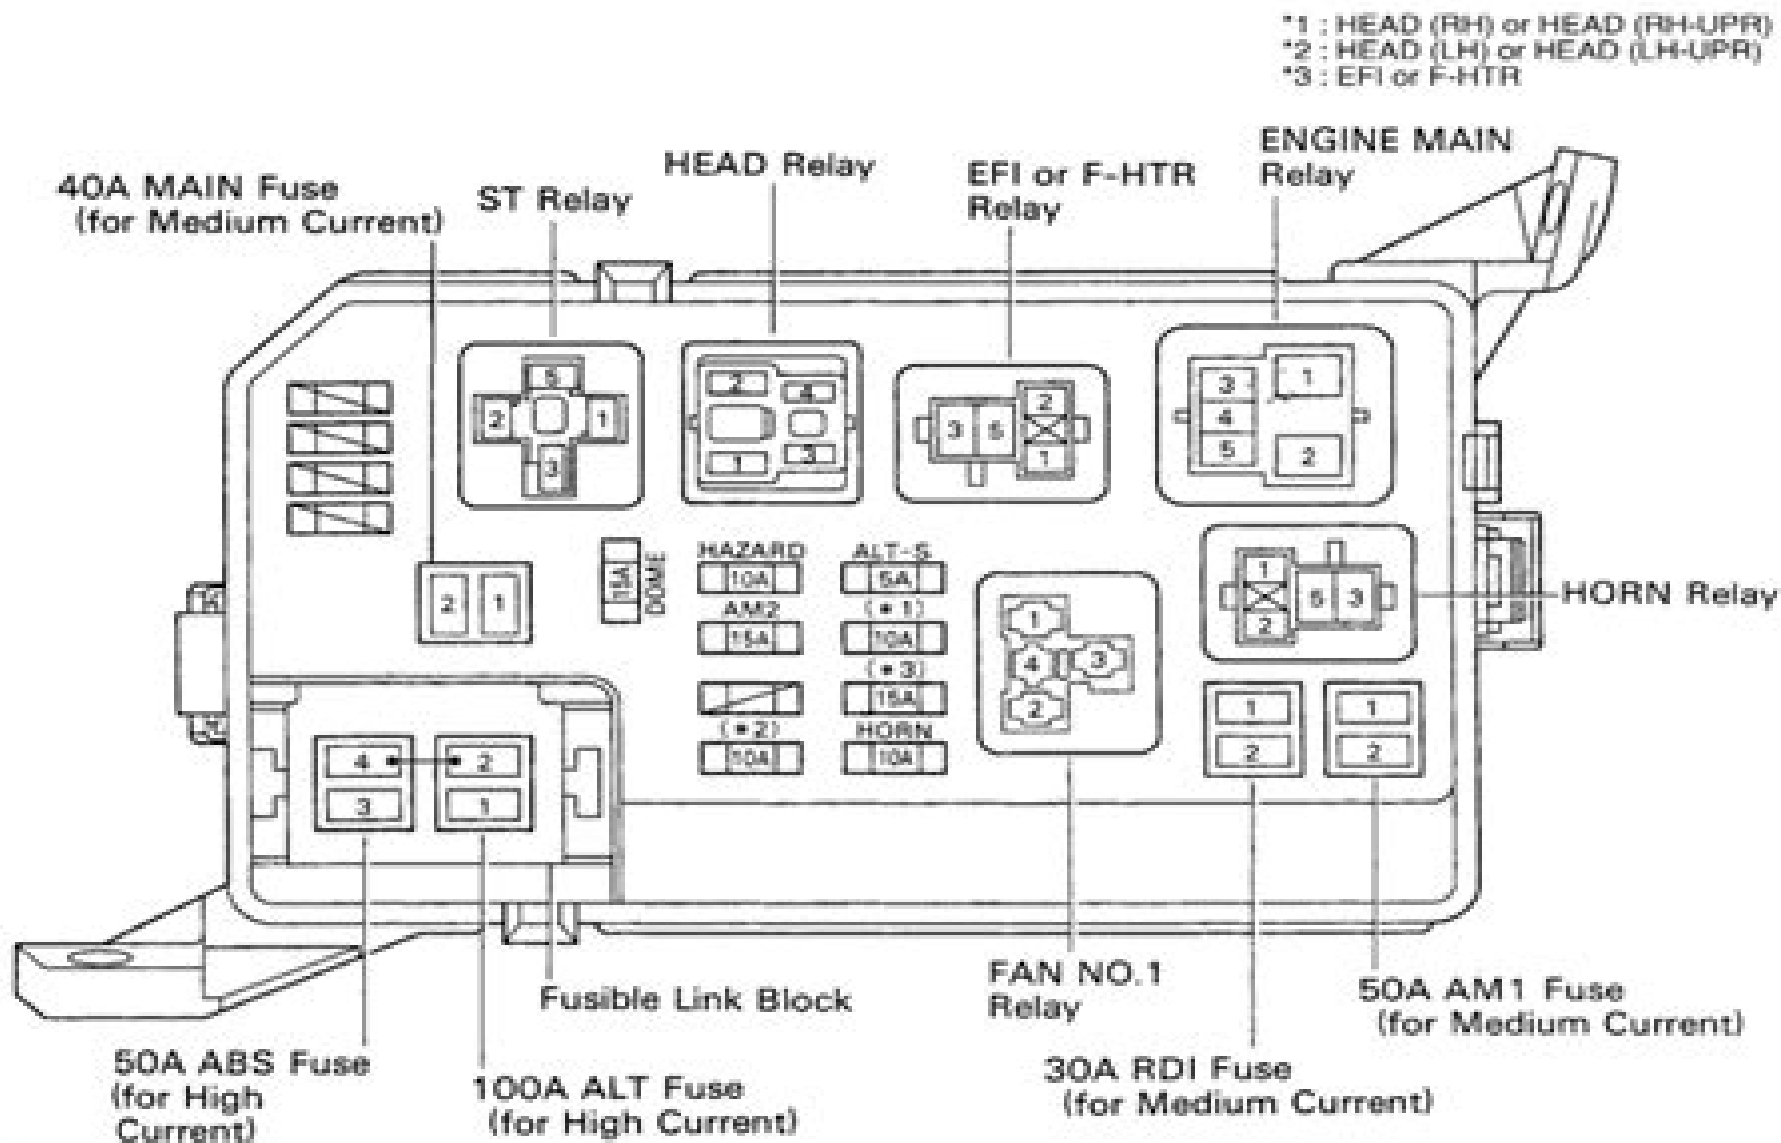 *1 : HEAD (RH) or HEAD (RH-UPR)
*2 : HEAD (LH) or HEAD (LH-UPR)
*3 : EFI or F-HTR
40A MAIN Fuse
(for Medium Current)
ST Relay
HEAD Relay
EFI or F-HTR
Relay
ENGINE MAIN
Relay
5
2
1
3
2
4
1
3
3
5
2
1
3
4
5
1
2
2
1
15A
DOME
HAZARD
10A
AM2
15A
(*2)
10A
ALT-S
5A
(*1)
10A
(*3)
15A
HORN
10A
1
4
3
2
1
2
5
3
HORN Relay
1
2
1
2
4
3
2
1
Fusible Link Block
FAN NO.1
Relay
50A AM1 Fuse
(for Medium Current)
50A ABS Fuse
(for High
Current)
100A ALT Fuse
(for High Current)
30A RDI Fuse
(for Medium Current)